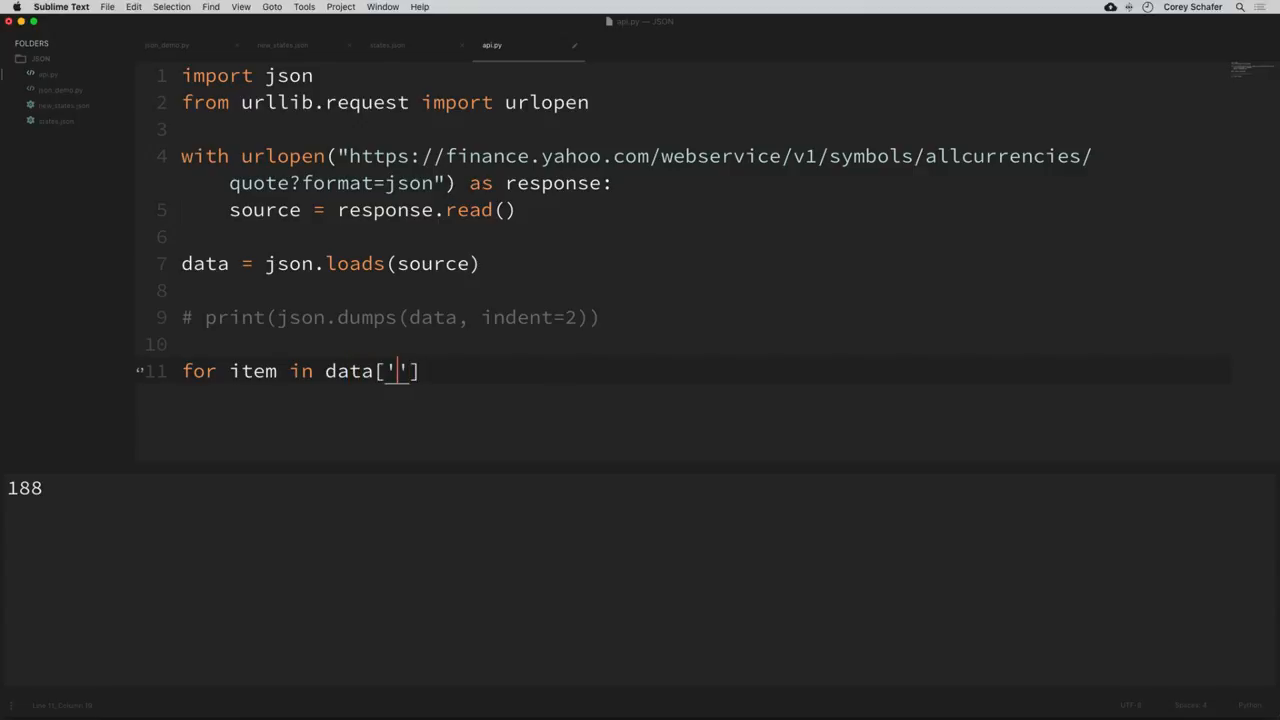 Sublime Text File Edit Selection Find View Goto Tools Project Window Help Corey Schafer
api.py — JSON
FOLDERS
JSON
api.py
json_demo.py
new_states.json
states.json
json_demo.py new_states.json states.json api.py
1 import json
2 from urllib.request import urlopen
3
4 with urlopen("https://finance.yahoo.com/webservice/v1/symbols/allcurrencies/
quote?format=json") as response:
5 source = response.read()
6
7 data = json.loads(source)
8
9 # print(json.dumps(data, indent=2))
10
11 for item in data['']
188
Line 11, Column 19 UTF-8 Spaces: 4 Python